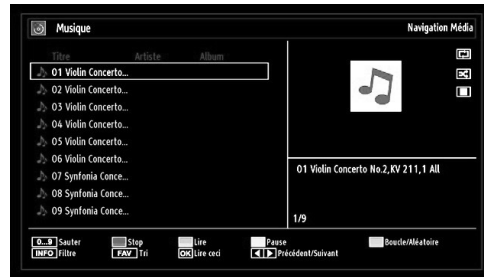 Musique Navigation Média
Titre Artiste Album
01 Violin Concerto...
02 Violin Concerto...
03 Violin Concerto...
04 Violin Concerto...
05 Violin Concerto...
06 Violin Concerto...
07 Synfonia Conce...
08 Synfonia Conce...
09 Synfonia Conce...
01 Violin Concerto No.2,KV 211,1 All
1/9
0...9 Sauter Stop Lire Pause Boucle/Aléatoire
INFO Filtre FAV Tri OK Lire ceci Précédent/Suivant